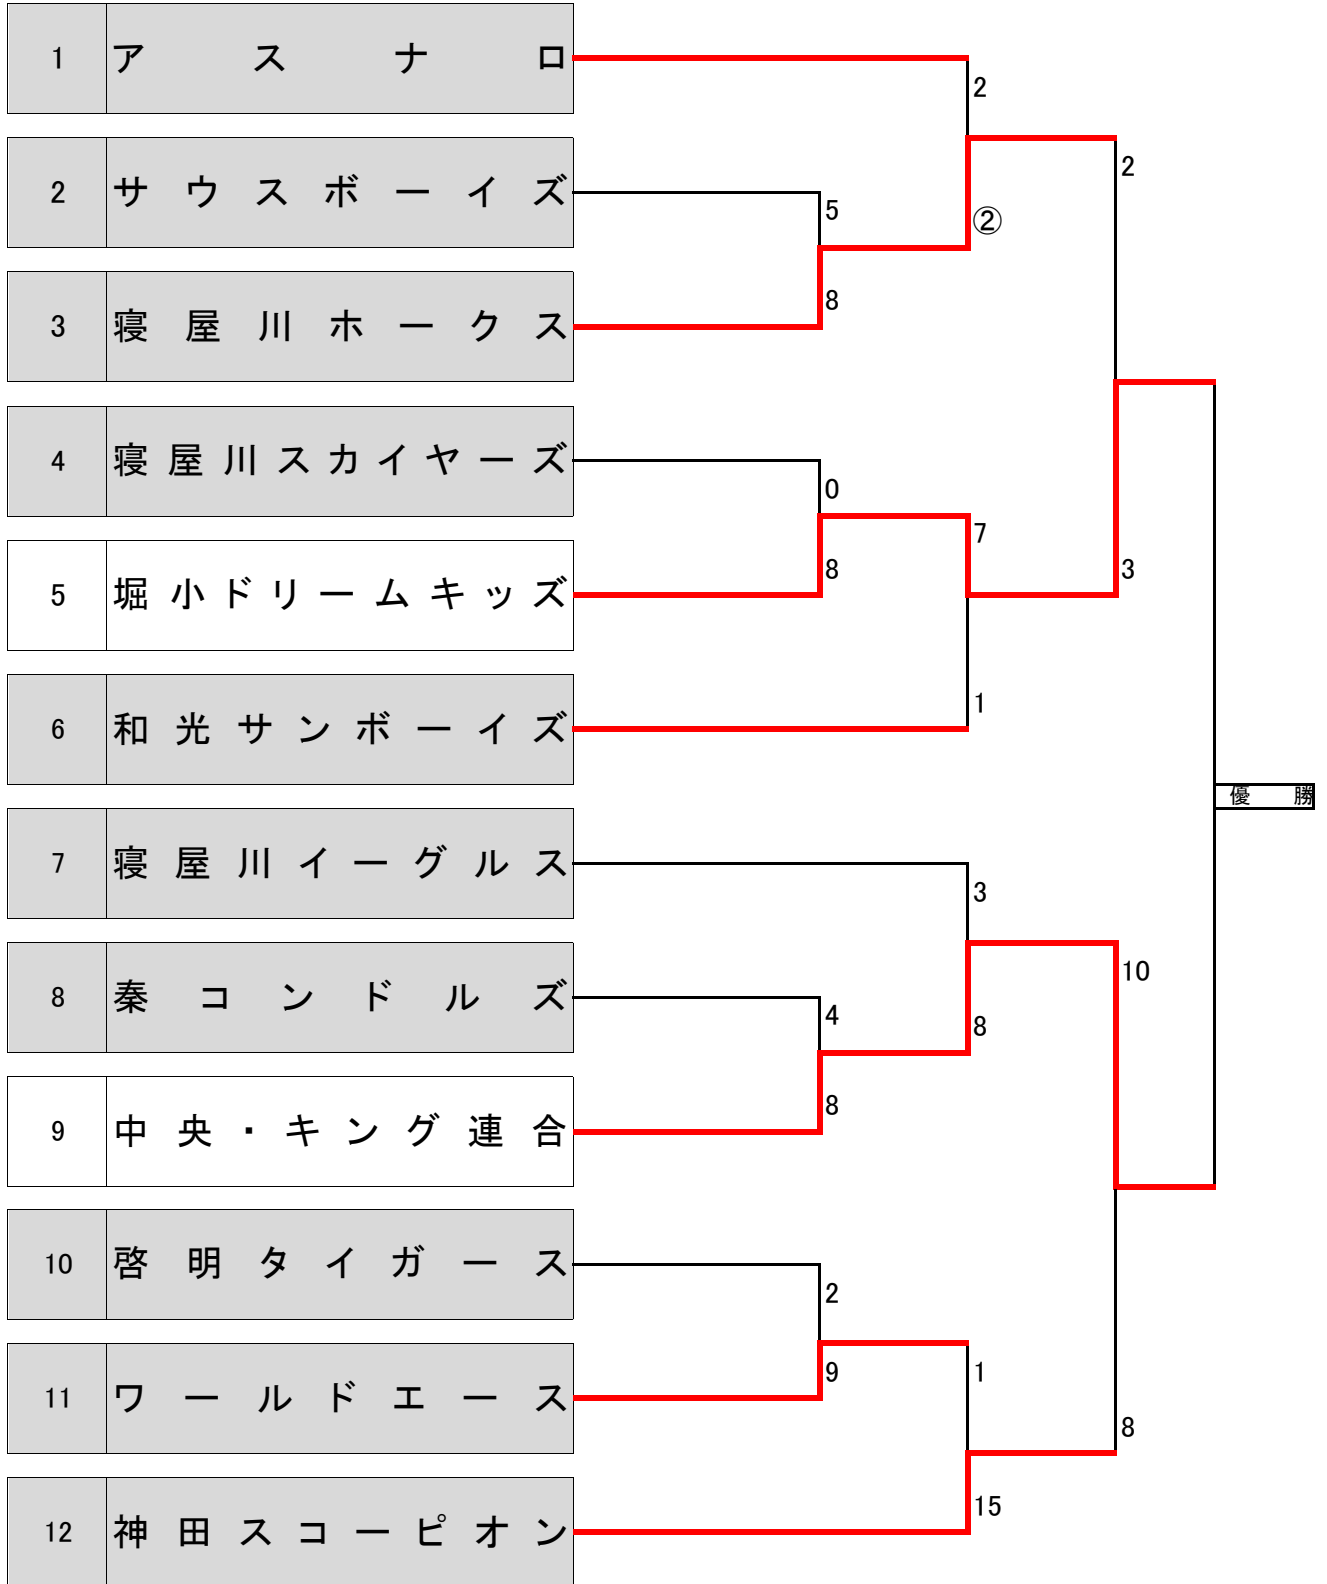 1 アスナロ
2
2 サウスボーイズ
5
②
2
3 寝屋川ホークス
8
4 寝屋川スカイヤーズ
0
7
5 堀小ドリームキッズ
8
3
6 和光サンボーイズ
1
優勝
7 寝屋川イーグルス
3
8 秦コンドルズ
4
8
10
9 中央・キング連合
8
10 啓明タイガース
2
11 ワールドエース
9
1
8
12 神田スコーピオン
15